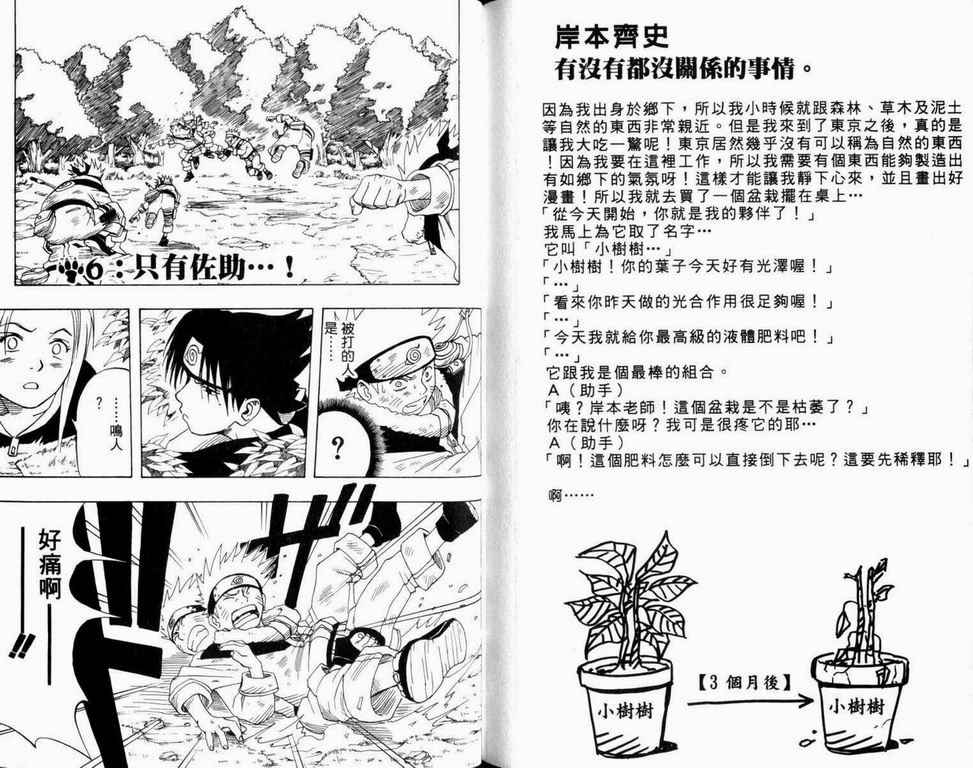 岸本齊史
有沒有都沒關係的事情。
因為我出身於鄉下，所以我小時候就跟森林、草木及泥土
等自然的東西非常親近。但是我來到了東京之後，真的是
讓我大吃一驚呢！東京居然幾乎沒有可以稱為自然的東西
！因為我要在這裡工作，所以我需要有個東西能夠製造出
有如鄉下的氣氛呀！這樣才能讓我靜下心來，並且畫出好
漫畫！所以我就去買了一個盆栽擺在桌上…
「從今天開始，你就是我的夥伴了！」
我馬上為它取了名字…
它叫「小樹樹…」
「小樹樹！你的葉子今天好有光澤喔！」
「…」
「看來你昨天做的光合作用很足夠喔！」
「…」
「今天我就給你最高級的液體肥料吧！」
「…」
它跟我是個最棒的組合。
A（助手）
「咦？岸本老師！這個盆栽是不是枯萎了？」
你在說什麼呀？我可是很疼它的耶…
A（助手）
「啊！這個肥料怎麼可以直接倒下去呢？這要先稀釋耶！」
啊……
小樹樹
【3個月後】
小樹樹
6：只有佐助…！
被打的人
是……
？
……鳴人
？
好痛啊——！！